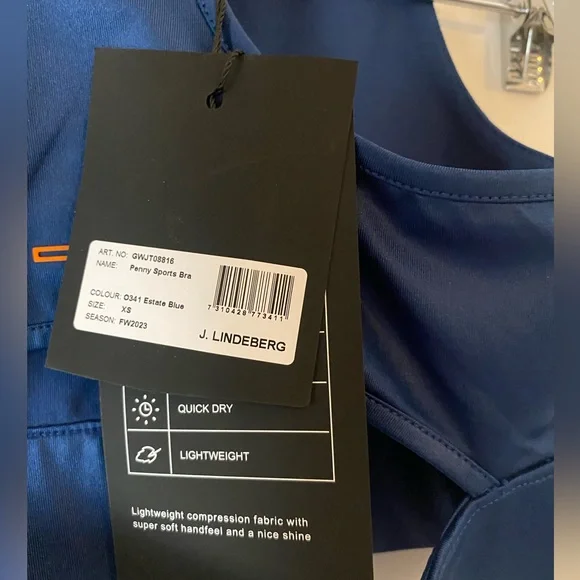 ART. NO: GWJT08816
NAME: Penny Sports Bra
COLOUR: O341 Estate Blue
SIZE: XS
SEASON: FW2023
7 310428 773411
J. LINDEBERG
QUICK DRY
LIGHTWEIGHT
Lightweight compression fabric with
super soft handfeel and a nice shine